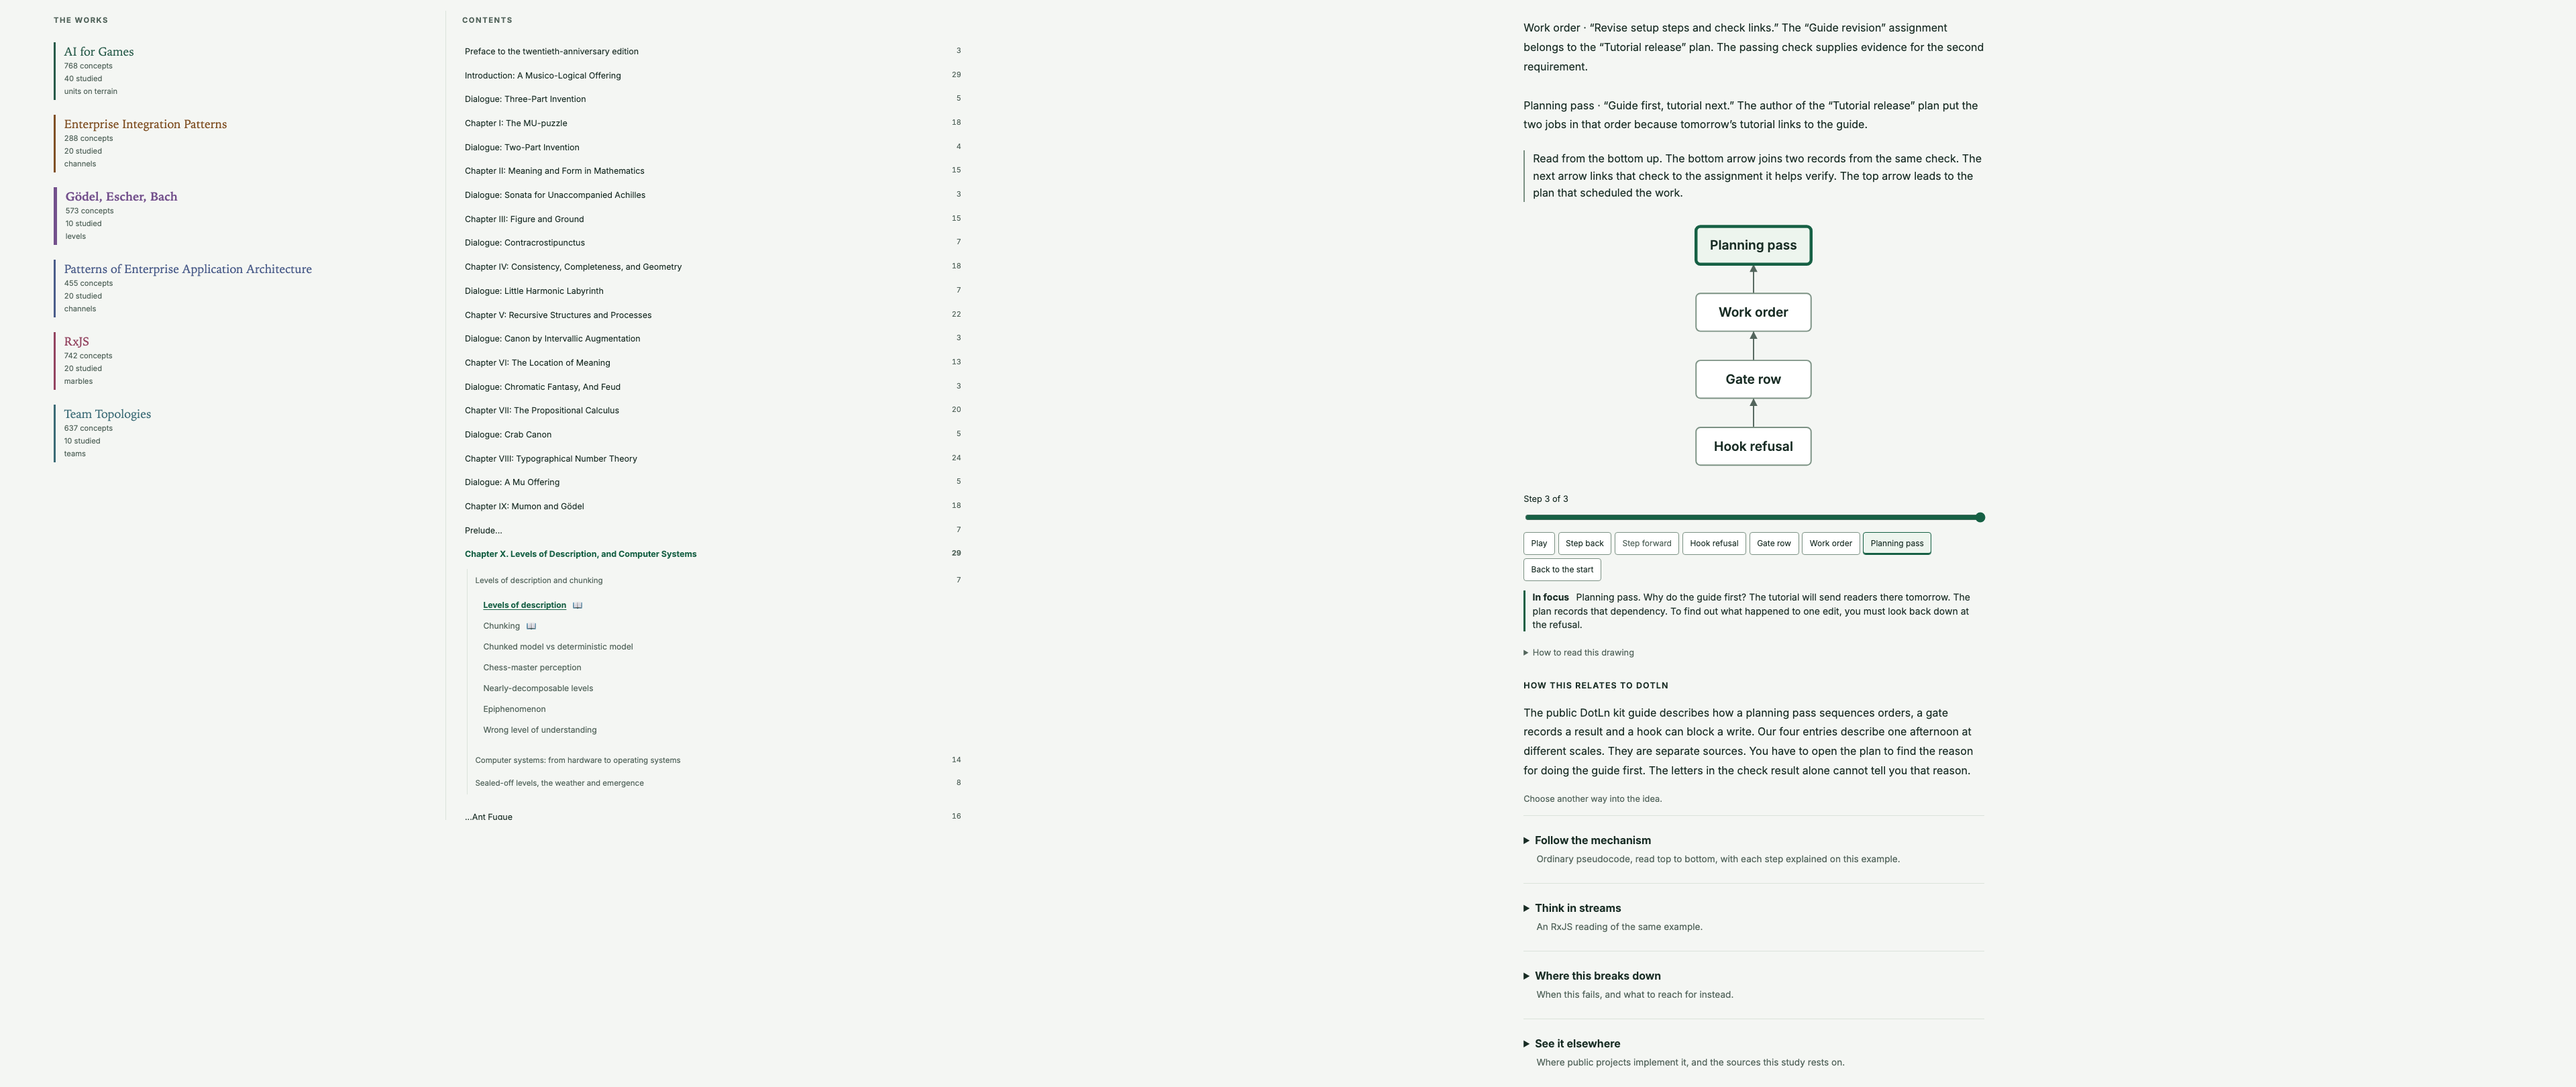 THE WORKS
AI for Games
768 concepts
40 studied
units on terrain
Enterprise Integration Patterns
288 concepts
20 studied
channels
Gödel, Escher, Bach
573 concepts
10 studied
levels
Patterns of Enterprise Application Architecture
455 concepts
20 studied
channels
RxJS
742 concepts
20 studied
marbles
Team Topologies
637 concepts
10 studied
teams
CONTENTS
Preface to the twentieth-anniversary edition 3
Introduction: A Musico-Logical Offering 29
Dialogue: Three-Part Invention 5
Chapter I: The MU-puzzle 18
Dialogue: Two-Part Invention 4
Chapter II: Meaning and Form in Mathematics 15
Dialogue: Sonata for Unaccompanied Achilles 3
Chapter III: Figure and Ground 15
Dialogue: Contracrostipunctus 7
Chapter IV: Consistency, Completeness, and Geometry 18
Dialogue: Little Harmonic Labyrinth 7
Chapter V: Recursive Structures and Processes 22
Dialogue: Canon by Intervallic Augmentation 3
Chapter VI: The Location of Meaning 13
Dialogue: Chromatic Fantasy, And Feud 3
Chapter VII: The Propositional Calculus 20
Dialogue: Crab Canon 5
Chapter VIII: Typographical Number Theory 24
Dialogue: A Mu Offering 5
Chapter IX: Mumon and Gödel 18
Prelude... 7
Chapter X. Levels of Description, and Computer Systems 29
Levels of description and chunking 7
Levels of description
Chunking
Chunked model vs deterministic model
Chess-master perception
Nearly-decomposable levels
Epiphenomenon
Wrong level of understanding
Computer systems: from hardware to operating systems 14
Sealed-off levels, the weather and emergence 8
...Ant Fugue 16
Work order · “Revise setup steps and check links.” The “Guide revision” assignment
belongs to the “Tutorial release” plan. The passing check supplies evidence for the second
requirement.
Planning pass · “Guide first, tutorial next.” The author of the “Tutorial release” plan put the
two jobs in that order because tomorrow’s tutorial links to the guide.
Read from the bottom up. The bottom arrow joins two records from the same check. The
next arrow links that check to the assignment it helps verify. The top arrow leads to the
plan that scheduled the work.
Planning pass
Work order
Gate row
Hook refusal
Step 3 of 3
Play Step back Step forward Hook refusal Gate row Work order Planning pass
Back to the start
In focus Planning pass. Why do the guide first? The tutorial will send readers there tomorrow. The
plan records that dependency. To find out what happened to one edit, you must look back down at
the refusal.
How to read this drawing
HOW THIS RELATES TO DOTLN
The public DotLn kit guide describes how a planning pass sequences orders, a gate
records a result and a hook can block a write. Our four entries describe one afternoon at
different scales. They are separate sources. You have to open the plan to find the reason
for doing the guide first. The letters in the check result alone cannot tell you that reason.
Choose another way into the idea.
Follow the mechanism
Ordinary pseudocode, read top to bottom, with each step explained on this example.
Think in streams
An RxJS reading of the same example.
Where this breaks down
When this fails, and what to reach for instead.
See it elsewhere
Where public projects implement it, and the sources this study rests on.